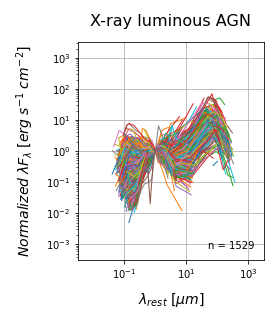 X-ray luminous AGN
Normalized λF_λ [erg s⁻¹ cm⁻²]
10³
10²
10¹
10⁰
10⁻¹
10⁻²
10⁻³
n = 1529
10⁻¹ 10¹ 10³
λ_rest [μm]